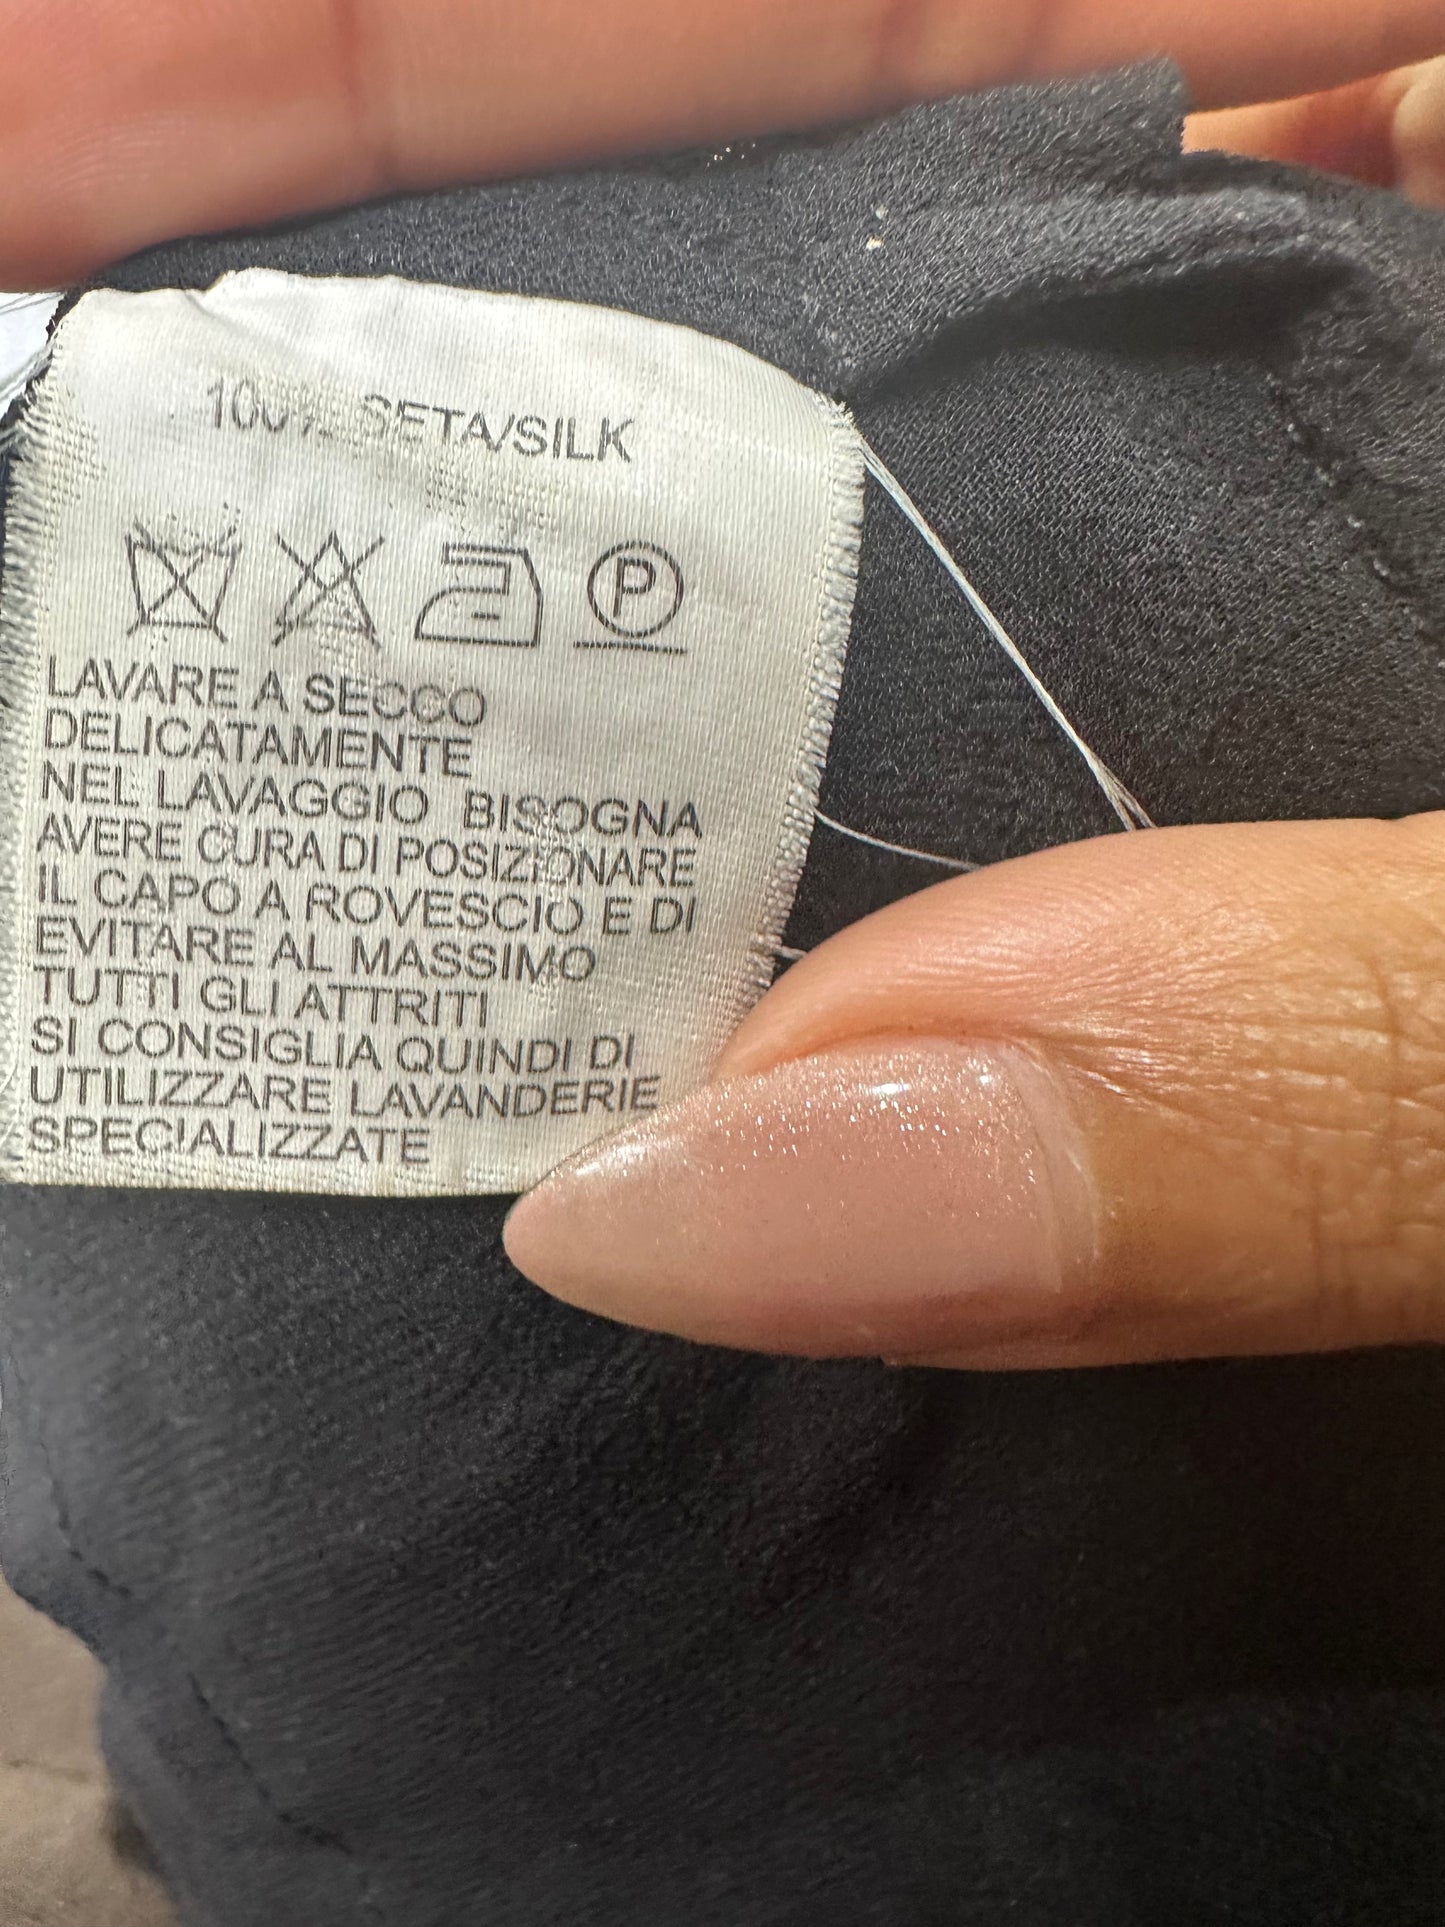 100% SETA/SILK
P
LAVARE A SECCO
DELICATAMENTE
NEL LAVAGGIO BISOGNA
AVERE CURA DI POSIZIONARE
IL CAPO A ROVESCIO E DI
EVITARE AL MASSIMO
TUTTI GLI ATTRITI
SI CONSIGLIA QUINDI DI
UTILIZZARE LAVANDERIE
SPECIALIZZATE